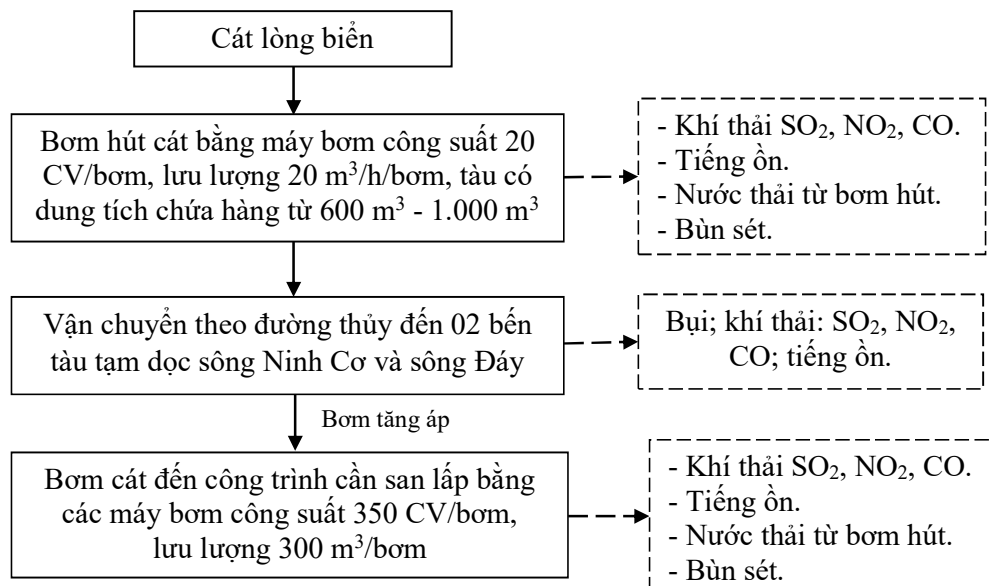 Cát lòng biển
Bơm hút cát bằng máy bơm công suất 20
CV/bơm, lưu lượng 20 m³/h/bơm, tàu có
dung tích chứa hàng từ 600 m³ - 1.000 m³
- Khí thải SO₂, NO₂, CO.
- Tiếng ồn.
- Nước thải từ bơm hút.
- Bùn sét.
Vận chuyển theo đường thủy đến 02 bến
tàu tạm dọc sông Ninh Cơ và sông Đáy
Bụi; khí thải: SO₂, NO₂,
CO; tiếng ồn.
Bơm tăng áp
Bơm cát đến công trình cần san lấp bằng
các máy bơm công suất 350 CV/bơm,
lưu lượng 300 m³/bơm
- Khí thải SO₂, NO₂, CO.
- Tiếng ồn.
- Nước thải từ bơm hút.
- Bùn sét.